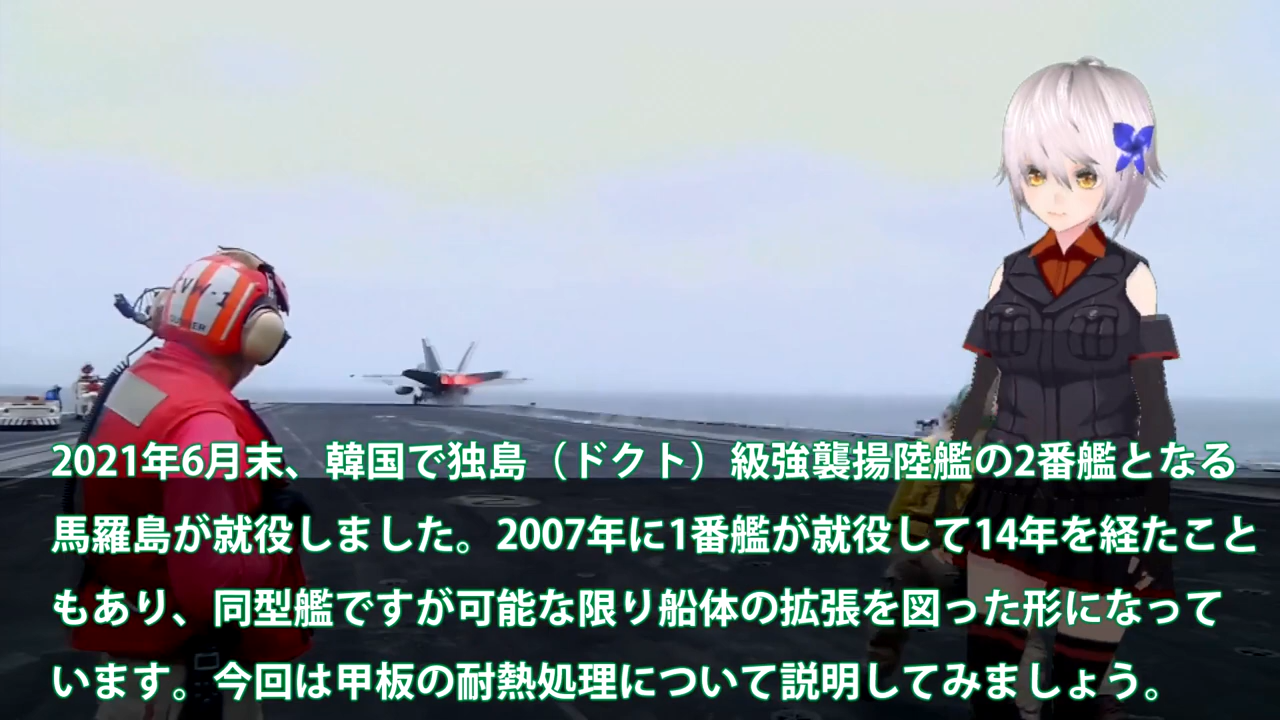 CVW-1
2021年6月末、韓国で独島（ドクト）級強襲揚陸艦の2番艦となる
馬羅島が就役しました。2007年に1番艦が就役して14年を経たこと
もあり、同型艦ですが可能な限り船体の拡張を図った形になって
います。今回は甲板の耐熱処理について説明してみましょう。